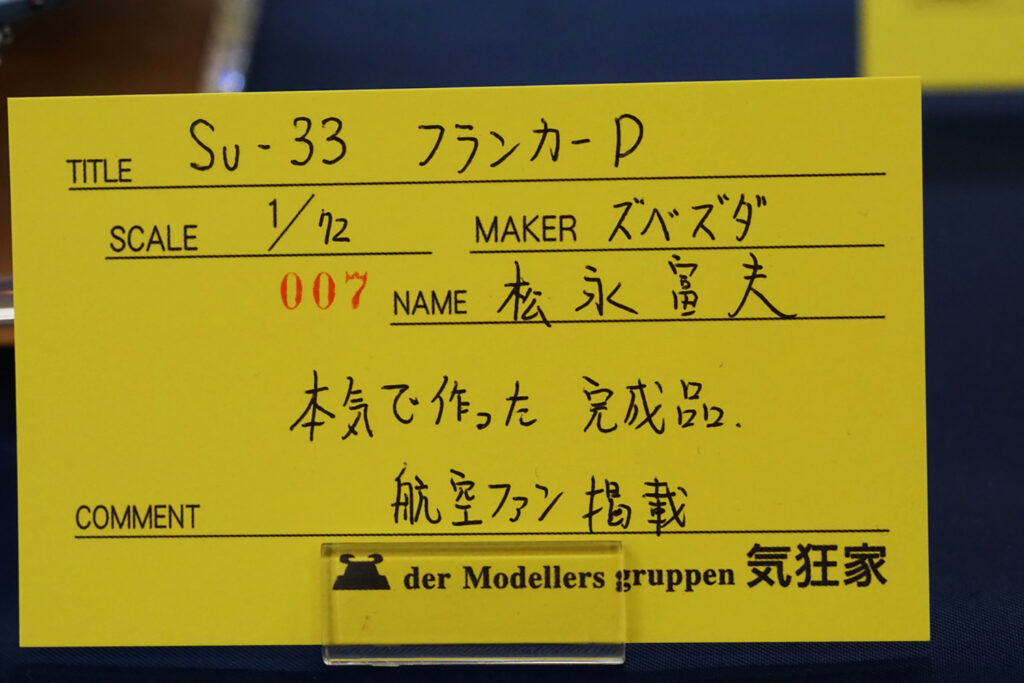 TITLE Su-33 フランカーD
SCALE 1/72 MAKER ズベズダ
007 NAME 松永富夫
本気で作った 完成品.
COMMENT 航空ファン 掲載
der Modellers gruppen 気狂家